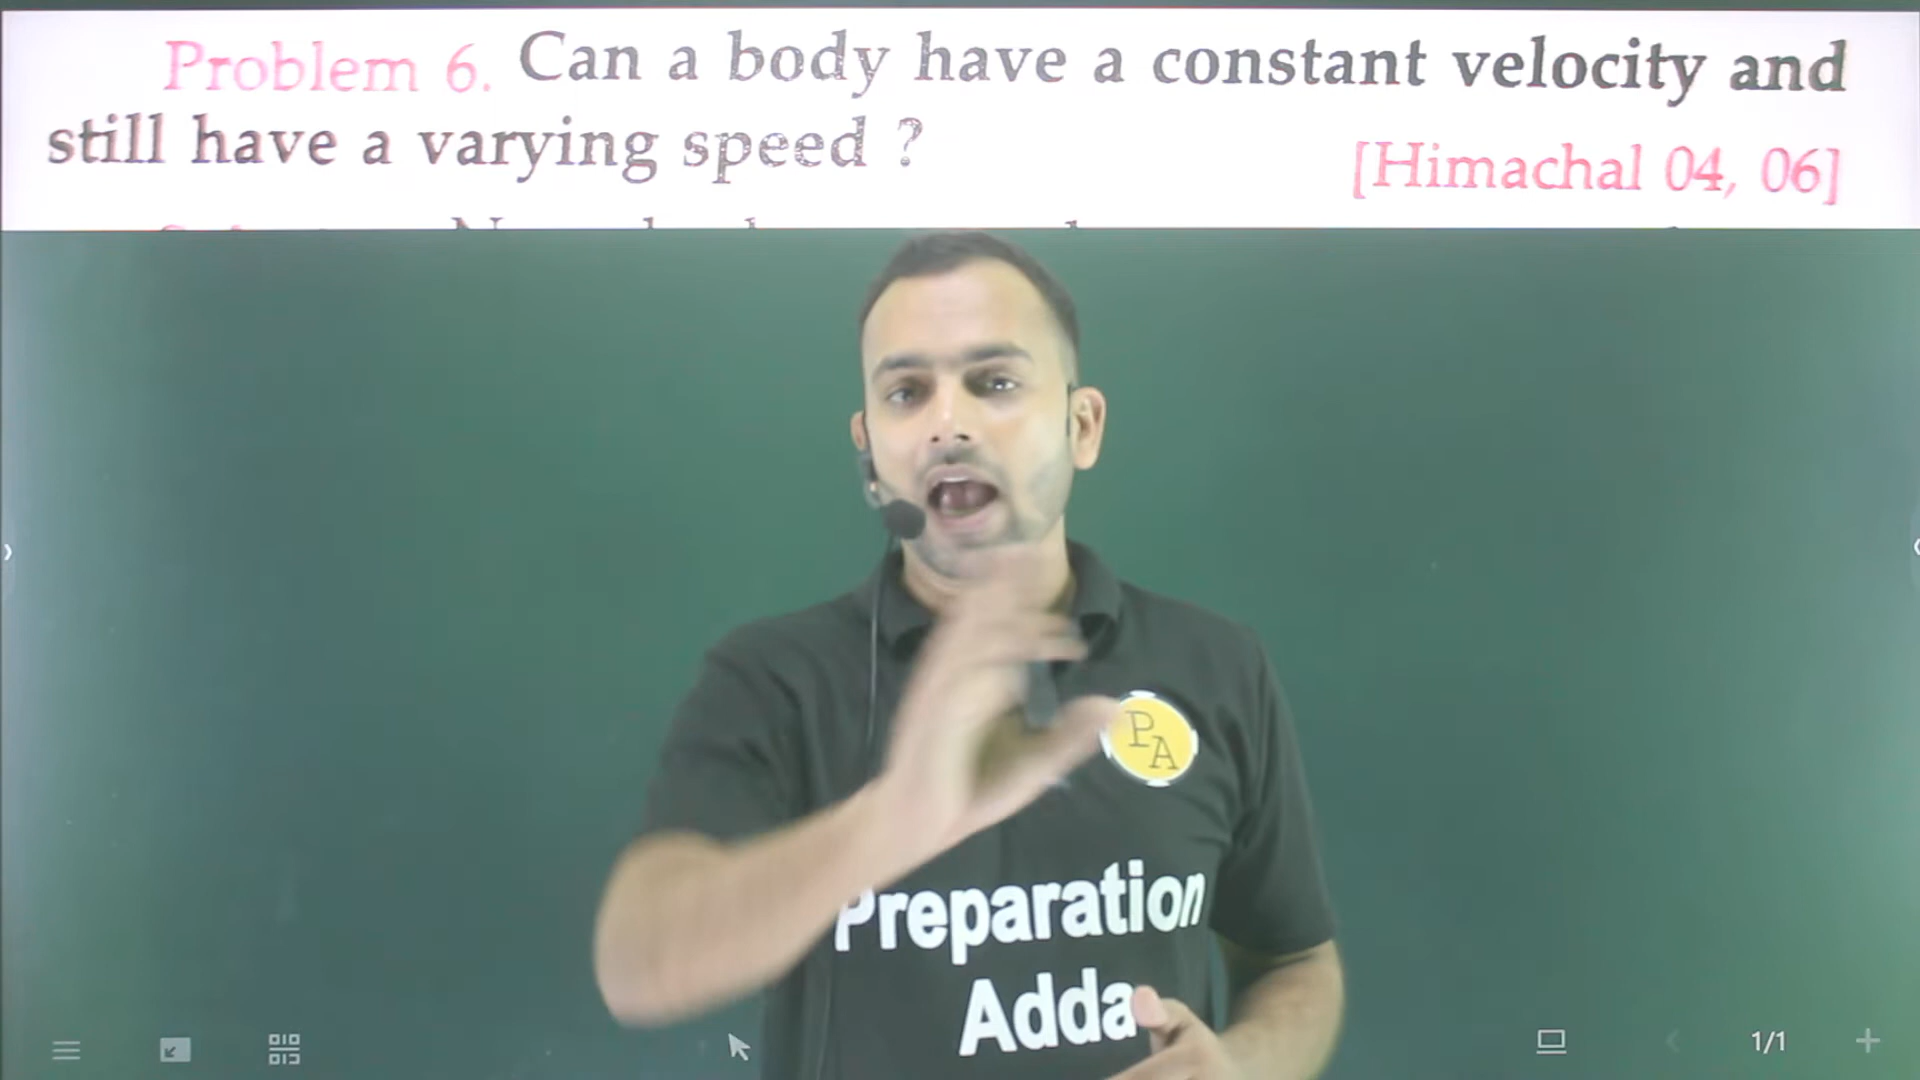 Problem 6. Can a body have a constant velocity and
still have a varying speed ?
[Himachal 04, 06]
PA
Preparation
Adda
1/1